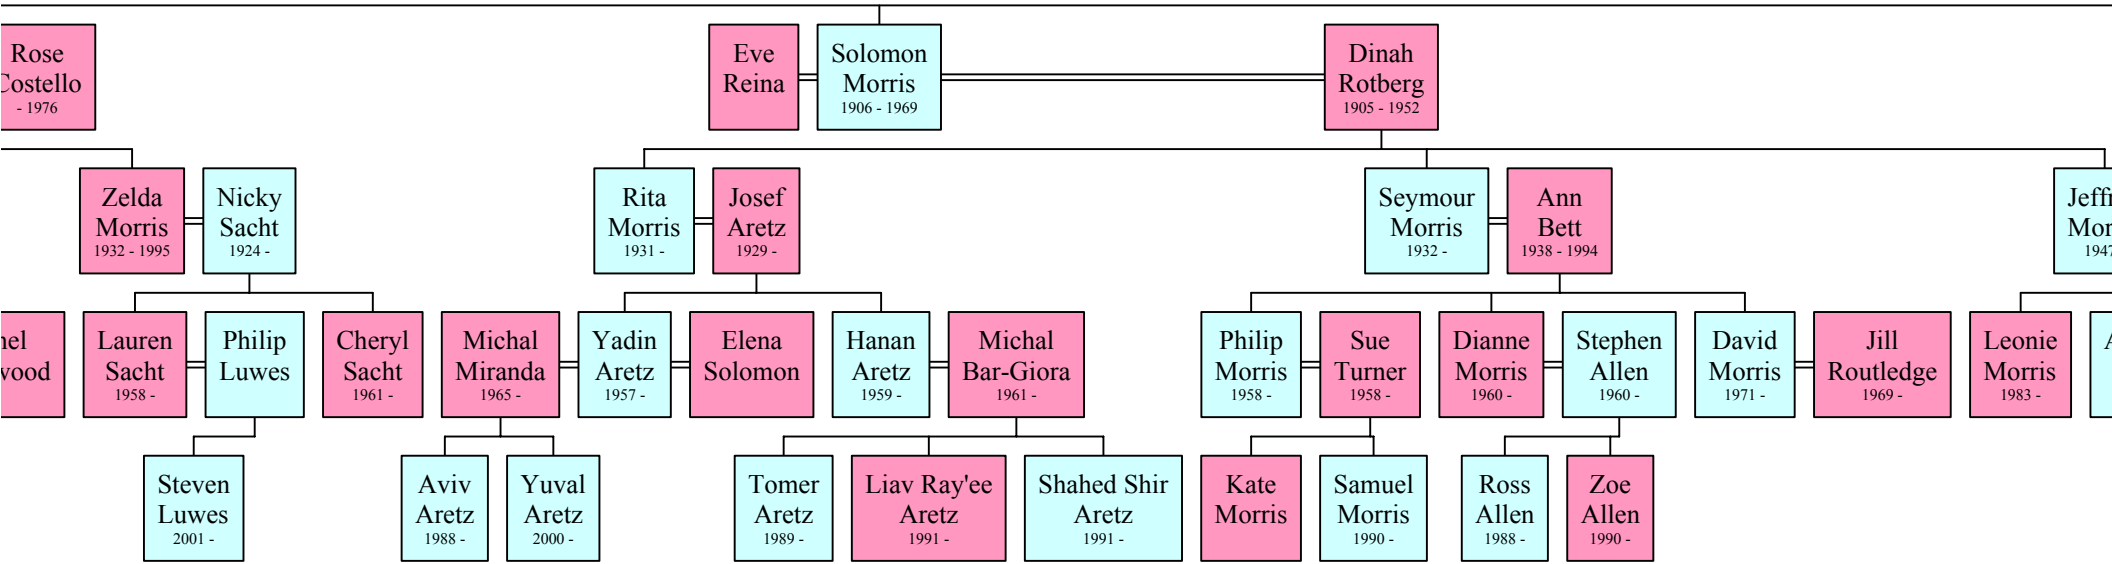 Rose
Costello
- 1976
Eve
Reina
Solomon
Morris
1906 - 1969
Dinah
Rotberg
1905 - 1952
Zelda
Morris
1932 - 1995
Nicky
Sacht
1924 -
Rita
Morris
1931 -
Josef
Aretz
1929 -
Seymour
Morris
1932 -
Ann
Bett
1938 - 1994
1947
Lauren
Sacht
1958 -
Philip
Luwes
Cheryl
Sacht
1961 -
Michal
Miranda
1965 -
Yadin
Aretz
1957 -
Elena
Solomon
Hanan
Aretz
1959 -
Michal
Bar-Giora
1961 -
Philip
Morris
1958 -
Sue
Turner
1958 -
Dianne
Morris
1960 -
Stephen
Allen
1960 -
David
Morris
1971 -
Jill
Routledge
1969 -
Leonie
Morris
1983 -
Steven
Luwes
2001 -
Aviv
Aretz
1988 -
Yuval
Aretz
2000 -
Tomer
Aretz
1989 -
Liav Ray'ee
Aretz
1991 -
Shahed Shir
Aretz
1991 -
Kate
Morris
Samuel
Morris
1990 -
Ross
Allen
1988 -
Zoe
Allen
1990 -